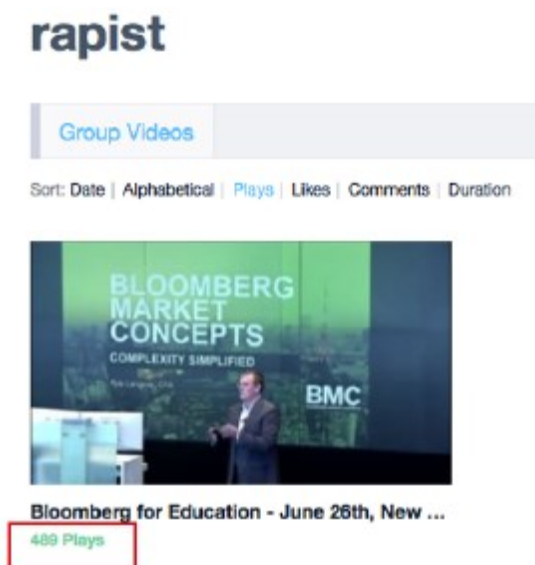 rapist
Group Videos
Sort: Date | Alphabetical | Plays | Likes | Comments | Duration
BLOOMBERG
MARKET
CONCEPTS
COMPLEXITY SIMPLIFIED
BMC
Bloomberg for Education - June 26th, New ...
489 Plays